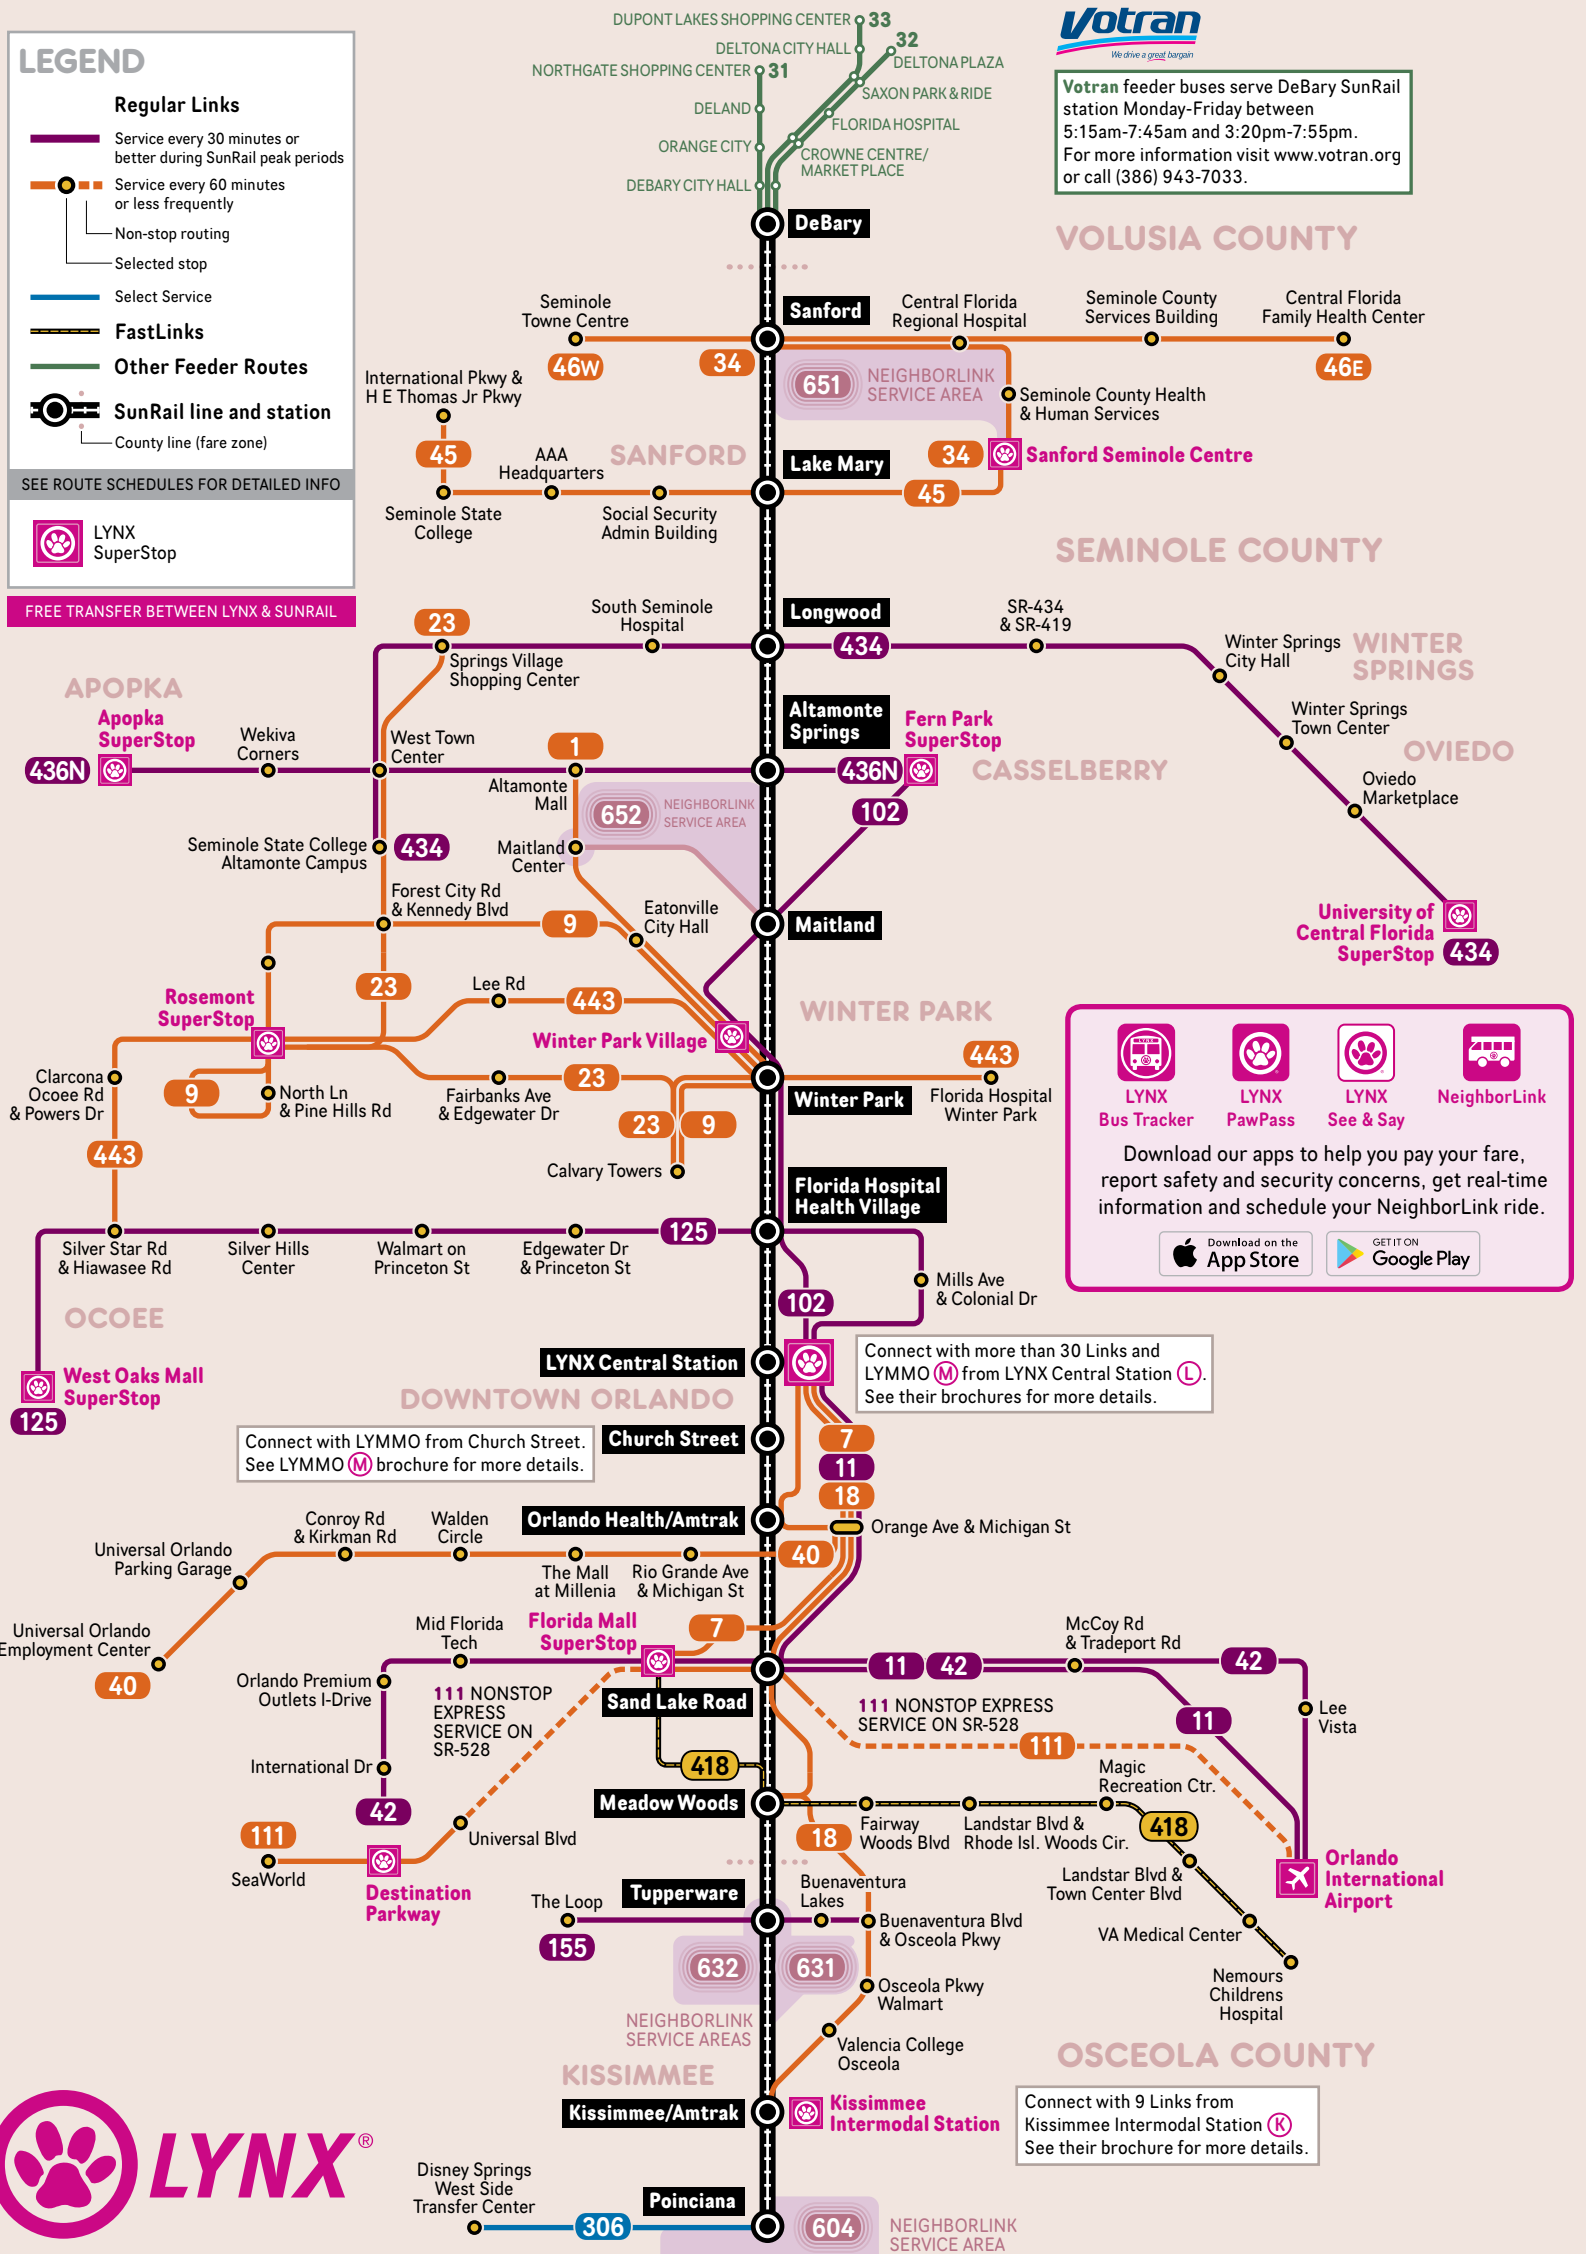 LEGEND
Regular Links
Service every 30 minutes or
better during SunRail peak periods
Service every 60 minutes
or less frequently
Non-stop routing
Selected stop
Select Service
FastLinks
Other Feeder Routes
SunRail line and station
County line (fare zone)
SEE ROUTE SCHEDULES FOR DETAILED INFO
LYNX
SuperStop
FREE TRANSFER BETWEEN LYNX & SUNRAIL
DUPONT LAKES SHOPPING CENTER
33
DELTONA CITY HALL
32
DELTONA PLAZA
NORTHGATE SHOPPING CENTER
31
SAXON PARK & RIDE
DELAND
FLORIDA HOSPITAL
ORANGE CITY
CROWNE CENTRE/
MARKET PLACE
DEBARY CITY HALL
DeBary
Votran
We drive a great bargain
Votran feeder buses serve DeBary SunRail
station Monday-Friday between
5:15am-7:45am and 3:20pm-7:55pm.
For more information visit www.votran.org
or call (386) 943-7033.
VOLUSIA COUNTY
Seminole
Towne Centre
46W
34
Sanford
Central Florida
Regional Hospital
Seminole County
Services Building
Central Florida
Family Health Center
46E
651
NEIGHBORLINK
SERVICE AREA
Seminole County Health
& Human Services
International Pkwy &
H E Thomas Jr Pkwy
45
AAA
Headquarters
SANFORD
Lake Mary
34
Sanford Seminole Centre
45
Seminole State
College
Social Security
Admin Building
SEMINOLE COUNTY
23
South Seminole
Hospital
Longwood
434
SR-434
& SR-419
Springs Village
Shopping Center
Winter Springs
City Hall
WINTER
SPRINGS
APOPKA
Apopka
SuperStop
436N
Wekiva
Corners
West Town
Center
1
Altamonte
Springs
Fern Park
SuperStop
436N
CASSELBERRY
Winter Springs
Town Center
OVIEDO
Oviedo
Marketplace
Altamonte
Mall
652
NEIGHBORLINK
SERVICE AREA
102
Seminole State College
Altamonte Campus
434
Maitland
Center
Forest City Rd
& Kennedy Blvd
9
Eatonville
City Hall
Maitland
University of
Central Florida
SuperStop
434
23
Lee Rd
443
Rosemont
SuperStop
Winter Park Village
WINTER PARK
443
Clarcona
Ocoee Rd
& Powers Dr
9
North Ln
& Pine Hills Rd
Fairbanks Ave
& Edgewater Dr
23
Winter Park
Florida Hospital
Winter Park
443
23
9
Calvary Towers
LYNX
Bus Tracker
LYNX
PawPass
LYNX
See & Say
NeighborLink
Download our apps to help you pay your fare,
report safety and security concerns, get real-time
information and schedule your NeighborLink ride.
Download on the
App Store
GET IT ON
Google Play
Florida Hospital
Health Village
125
Silver Star Rd
& Hiawasee Rd
Silver Hills
Center
Walmart on
Princeton St
Edgewater Dr
& Princeton St
Mills Ave
& Colonial Dr
102
OCOEE
West Oaks Mall
SuperStop
125
LYNX Central Station
Connect with more than 30 Links and
LYMMO M from LYNX Central Station L.
See their brochures for more details.
DOWNTOWN ORLANDO
Connect with LYMMO from Church Street.
See LYMMO M brochure for more details.
Church Street
7
11
18
Conroy Rd
& Kirkman Rd
Walden
Circle
Orlando Health/Amtrak
Orange Ave & Michigan St
40
Universal Orlando
Parking Garage
The Mall
at Millenia
Rio Grande Ave
& Michigan St
Universal Orlando
Employment Center
40
Mid Florida
Tech
Florida Mall
SuperStop
7
McCoy Rd
& Tradeport Rd
11
42
42
Orlando Premium
Outlets I-Drive
111 NONSTOP
EXPRESS
SERVICE ON
SR-528
Sand Lake Road
111 NONSTOP EXPRESS
SERVICE ON SR-528
11
Lee
Vista
111
International Dr
418
42
Magic
Recreation Ctr.
Meadow Woods
111
Universal Blvd
18
Fairway
Woods Blvd
Landstar Blvd &
Rhode Isl. Woods Cir.
418
SeaWorld
Destination
Parkway
Landstar Blvd &
Town Center Blvd
Orlando
International
Airport
The Loop
155
Tupperware
Buenaventura
Lakes
Buenaventura Blvd
& Osceola Pkwy
VA Medical Center
632
631
Osceola Pkwy
Walmart
Nemours
Childrens
Hospital
NEIGHBORLINK
SERVICE AREAS
Valencia College
Osceola
OSCEOLA COUNTY
KISSIMMEE
Kissimmee/Amtrak
Kissimmee
Intermodal Station
Connect with 9 Links from
Kissimmee Intermodal Station K
See their brochure for more details.
LYNX®
Disney Springs
West Side
Transfer Center
306
Poinciana
604
NEIGHBORLINK
SERVICE AREA